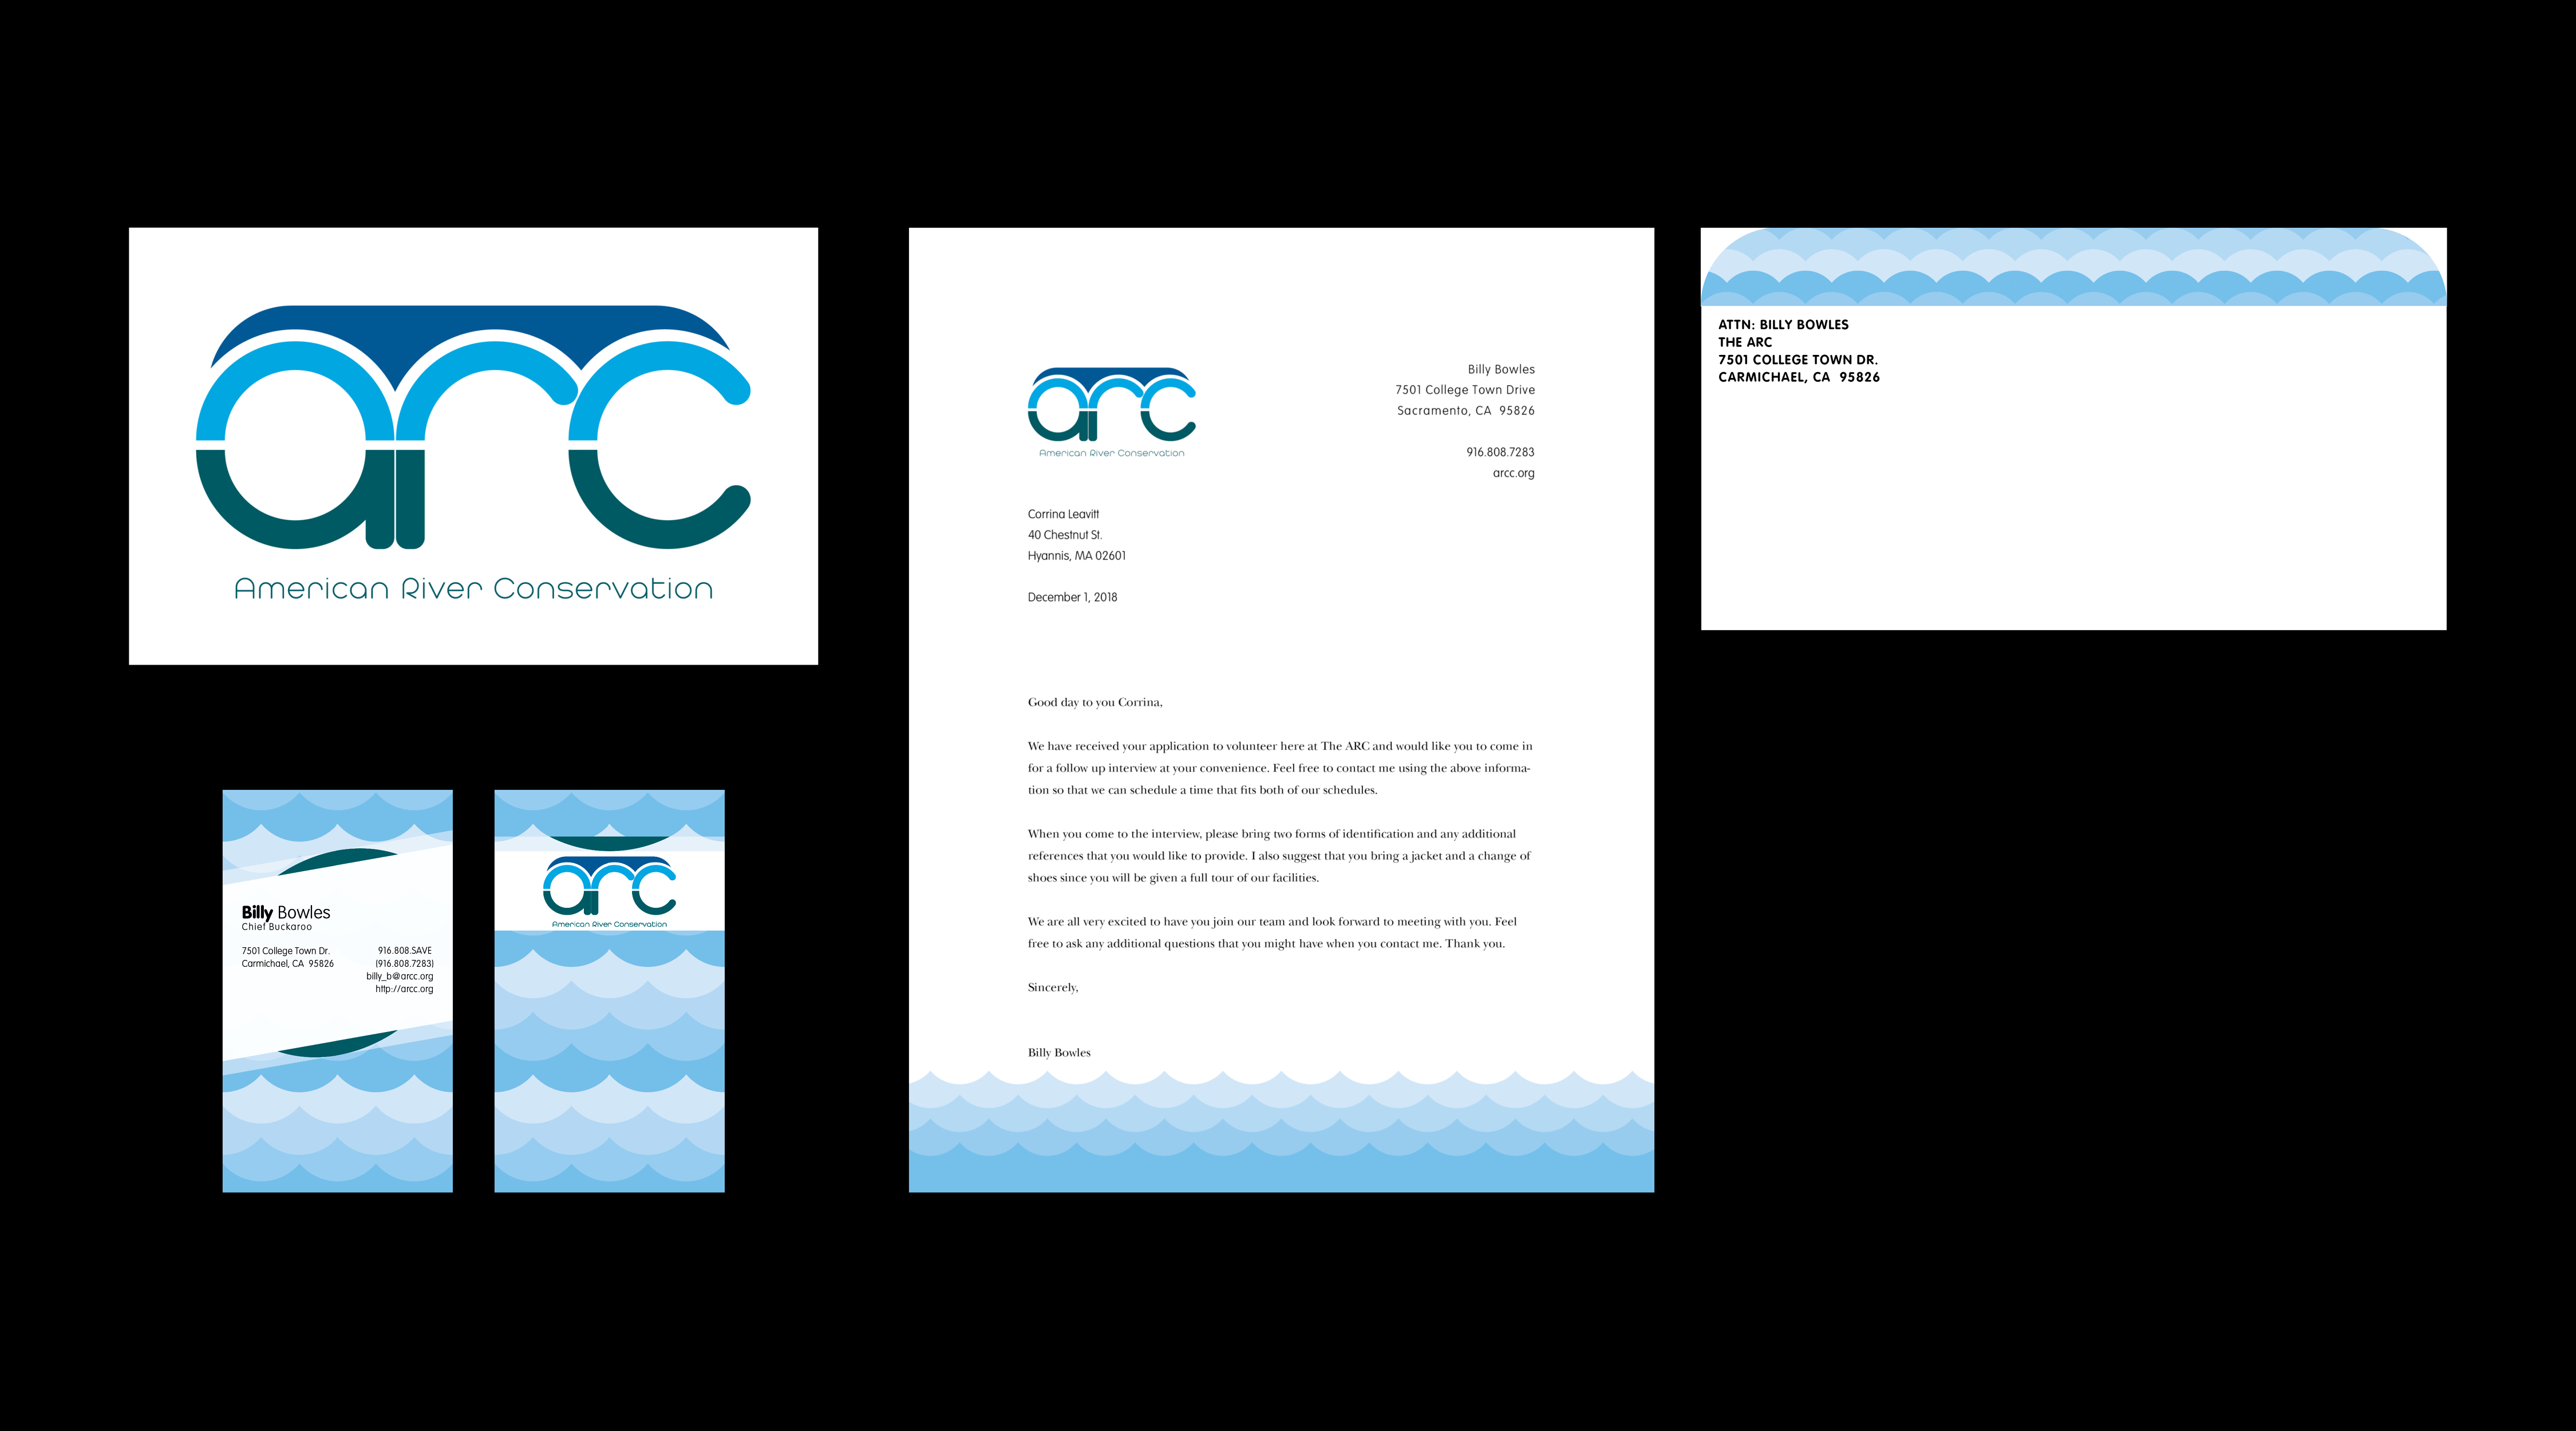 arc
American River Conservation
Billy Bowles
Chief Buckaroo
7501 College Town Dr.
Carmichael, CA  95826
916.808.SAVE
(916.808.7283)
billy_b@arcc.org
http://arcc.org
arc
American River Conservation
arc
American River Conservation
Billy Bowles
7501 College Town Drive
Sacramento, CA  95826
916.808.7283
arcc.org
Corrina Leavitt
40 Chestnut St.
Hyannis, MA 02601
December 1, 2018
Good day to you Corrina,
We have received your application to volunteer here at The ARC and would like you to come in
for a follow up interview at your convenience. Feel free to contact me using the above informa-
tion so that we can schedule a time that fits both of our schedules.
When you come to the interview, please bring two forms of identification and any additional
references that you would like to provide. I also suggest that you bring a jacket and a change of
shoes since you will be given a full tour of our facilities.
We are all very excited to have you join our team and look forward to meeting with you. Feel
free to ask any additional questions that you might have when you contact me. Thank you.
Sincerely,
Billy Bowles
ATTN: BILLY BOWLES
THE ARC
7501 COLLEGE TOWN DR.
CARMICHAEL, CA  95826